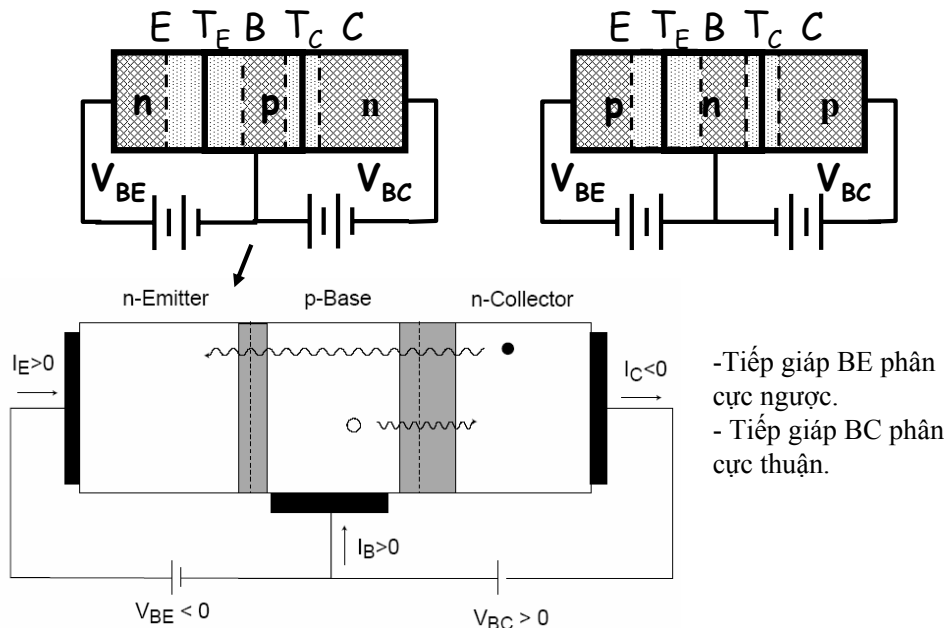 E T_E B T_C C
n p n
V_BE V_BC
E T_E B T_C C
p n p
V_BE V_BC
n-Emitter p-Base n-Collector
I_E>0
I_C<0
I_B>0
V_BE < 0
V_BC > 0
-Tiếp giáp BE phân
cực ngược.
- Tiếp giáp BC phân
cực thuận.